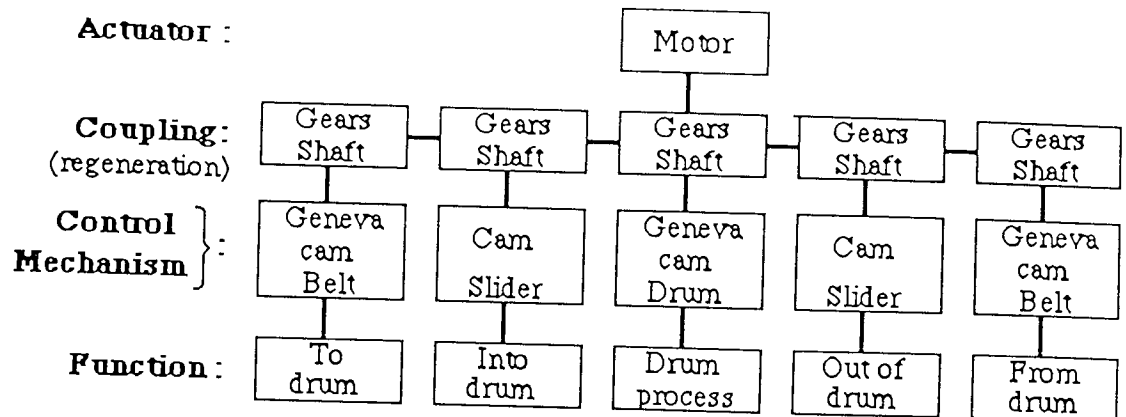 Actuator :
Motor
Coupling:
(regeneration)
Gears
Shaft
Gears
Shaft
Gears
Shaft
Gears
Shaft
Gears
Shaft
Control
Mechanism } :
Geneva
cam
Belt
Cam
Slider
Geneva
cam
Drum
Cam
Slider
Geneva
cam
Belt
Function :
To
drum
Into
drum
Drum
process
Out of
drum
From
drum